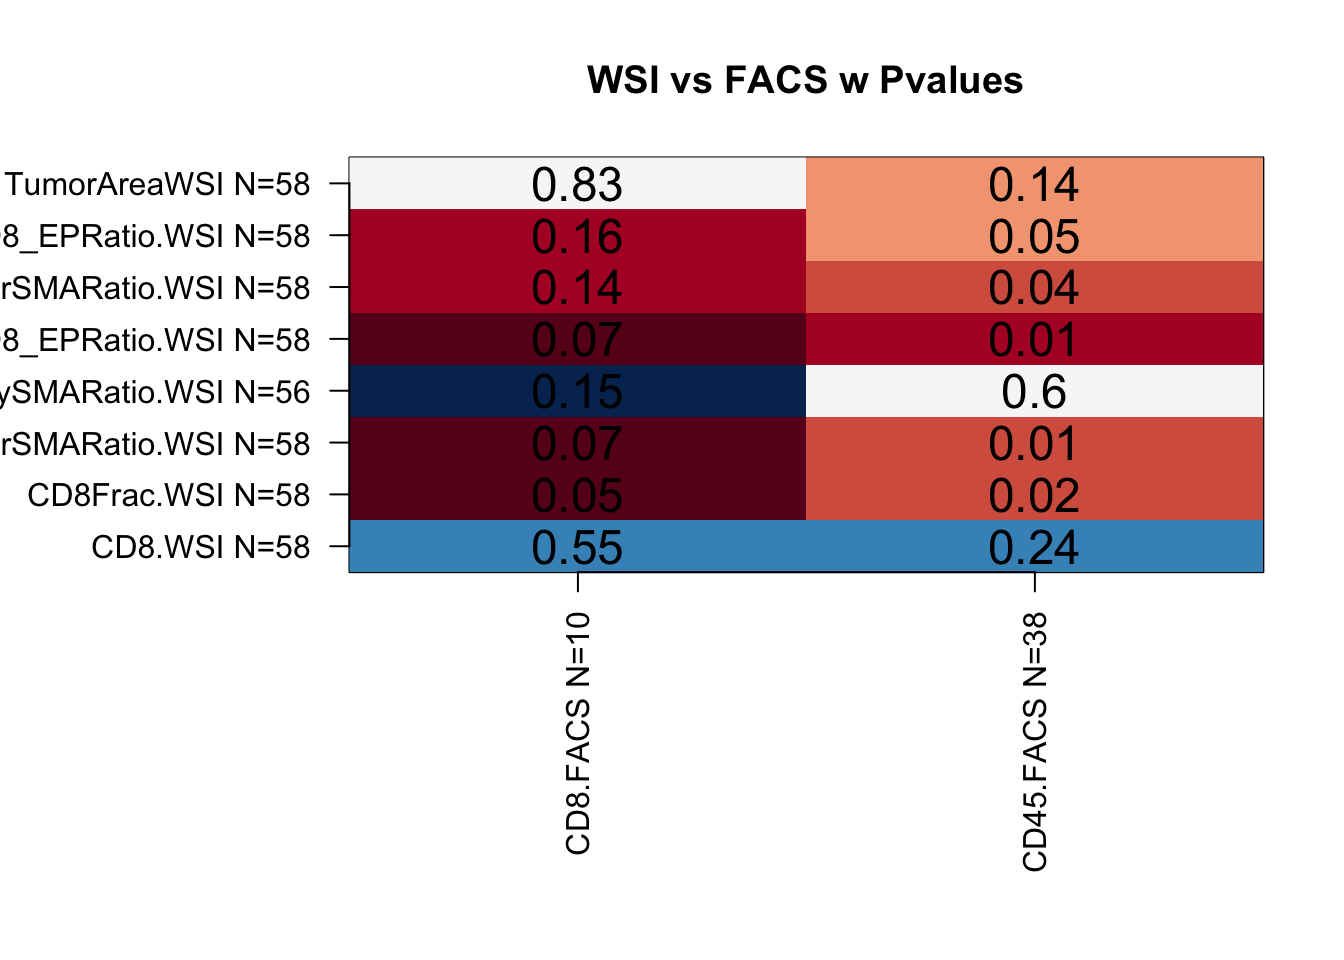 WSI vs FACS w Pvalues
TumorAreaWSI N=58 0.83 0.14
8_EPRatio.WSI N=58 0.16 0.05
rSMARatio.WSI N=58 0.14 0.04
8_EPRatio.WSI N=58 0.07 0.01
ySMARatio.WSI N=56 0.15 0.6
rSMARatio.WSI N=58 0.07 0.01
CD8Frac.WSI N=58 0.05 0.02
CD8.WSI N=58 0.55 0.24
CD8.FACS N=10
CD45.FACS N=38